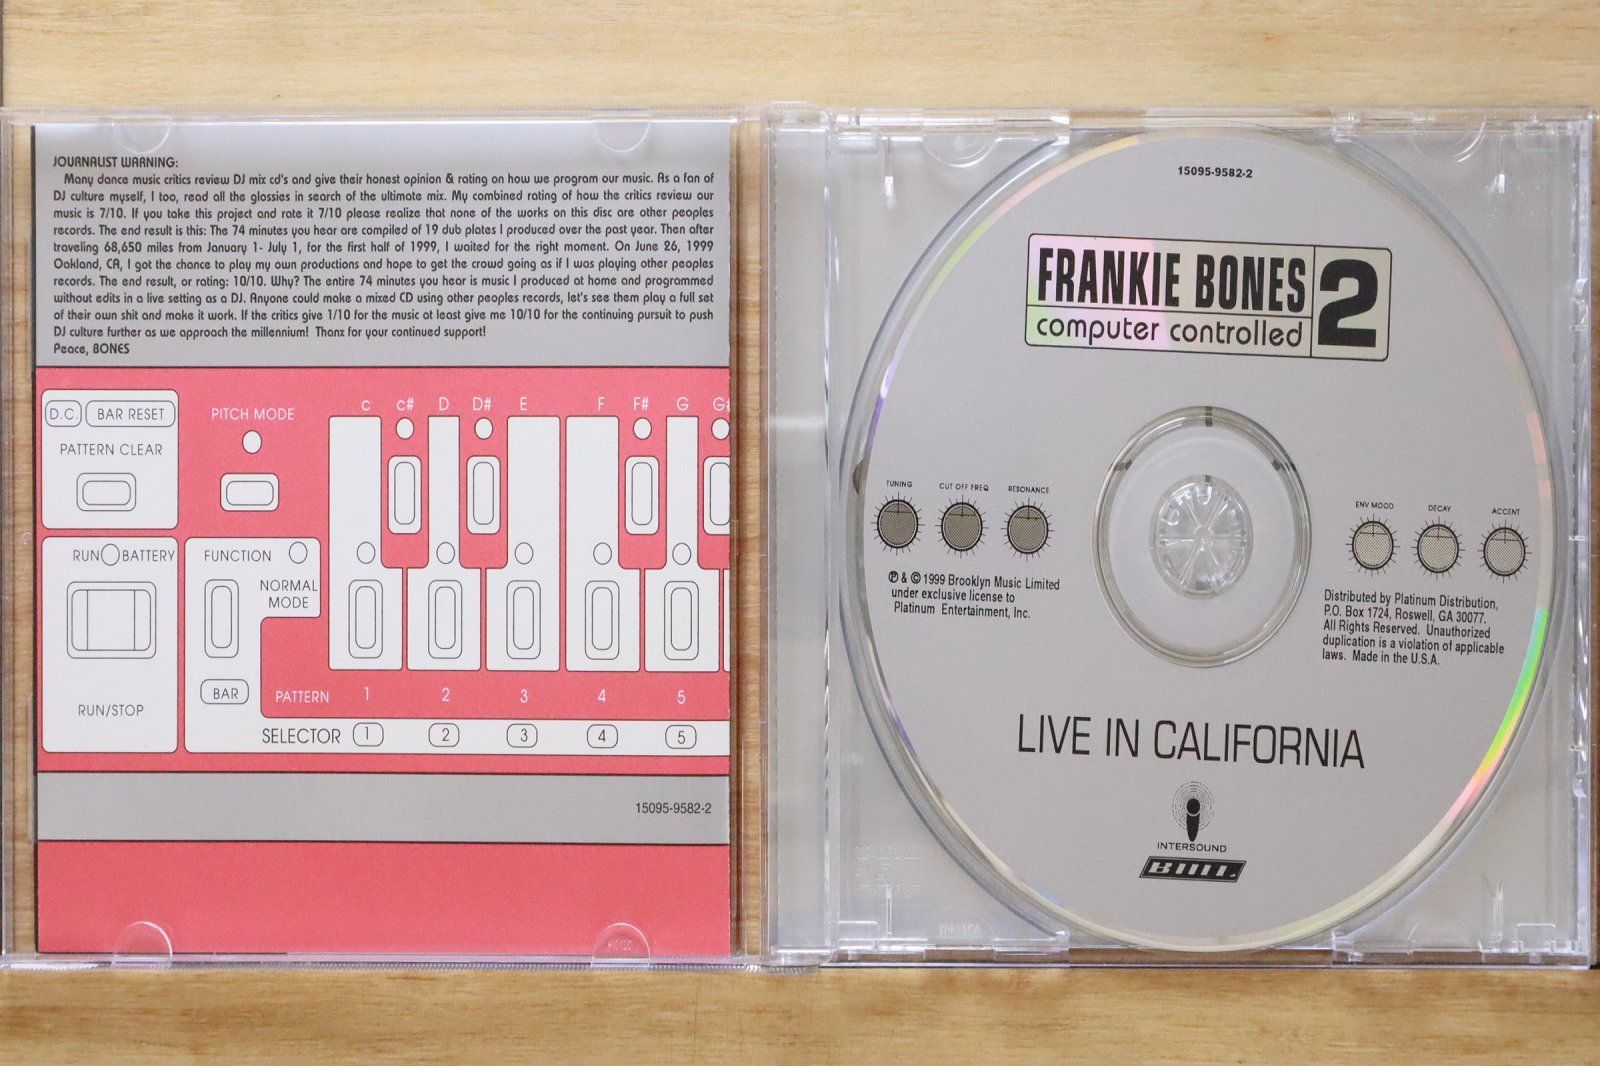 JOURNALIST WARNING:
Many dance music critics review DJ mix cd's and give their honest opinion & rating on how we program our music. As a fan of
DJ culture myself, I too, read all the glossies in search of the ultimate mix. My combined rating of how the critics review our
music is 7/10. If you take this project and rate it 7/10 please realize that none of the works on this disc are other peoples
records. The end result is this: The 74 minutes you hear are compiled of 19 dub plates I produced over the past year. Then after
traveling 68,650 miles from January 1- July 1, for the first half of 1999, I waited for the right moment. On June 26, 1999
Oakland, CA, I got the chance to play my own productions and hope to get the crowd going as if I was playing other peoples
records. The end result, or rating: 10/10. Why? The entire 74 minutes you hear is music I produced at home and programmed
without edits in a live setting as a DJ. Anyone could make a mixed CD using other peoples records, let's see them play a full set
of their own shit and make it work. If the critics give 1/10 for the music at least give me 10/10 for the continuing pursuit to push
DJ culture further as we approach the millennium! Thanx for your continued support!
Peace, BONES
D.C. BAR RESET
PATTERN CLEAR
PITCH MODE
c c# D D# E F F# G G#
RUN BATTERY
FUNCTION
NORMAL
MODE
BAR
RUN/STOP
PATTERN 1 2 3 4 5
SELECTOR 1 2 3 4 5
15095-9582-2
15095-9582-2
FRANKIE BONES 2
computer controlled
TUNING CUT OFF FREQ RESONANCE
ENV MOOD DECAY ACCENT
℗ & © 1999 Brooklyn Music Limited
under exclusive license to
Platinum Entertainment, Inc.
Distributed by Platinum Distribution,
P.O. Box 1724, Roswell, GA 30077.
All Rights Reserved. Unauthorized
duplication is a violation of applicable
laws. Made in the U.S.A.
LIVE IN CALIFORNIA
INTERSOUND